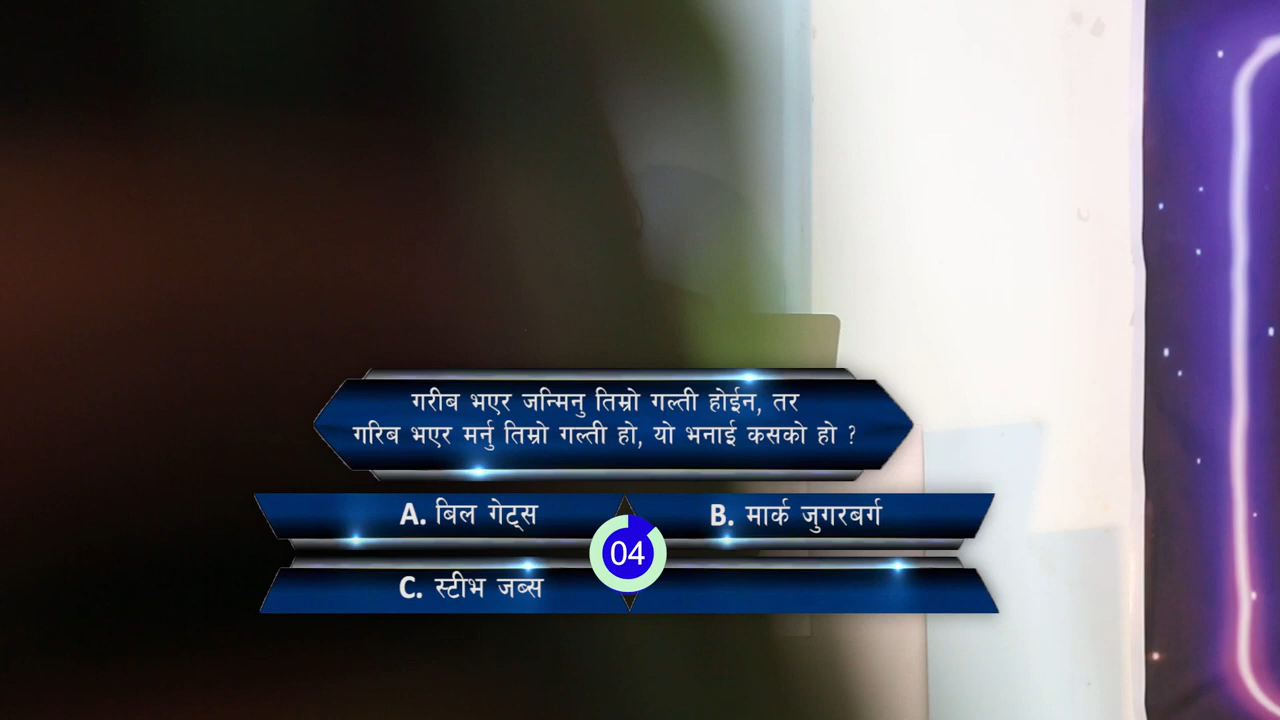 गरीब भएर जन्मिनु तिम्रो गल्ती होईन, तर
गरिब भएर मर्नु तिम्रो गल्ती हो, यो भनाई कसको हो ?
A. बिल गेट्स
B. मार्क जुगरबर्ग
04
C. स्टीभ जब्स